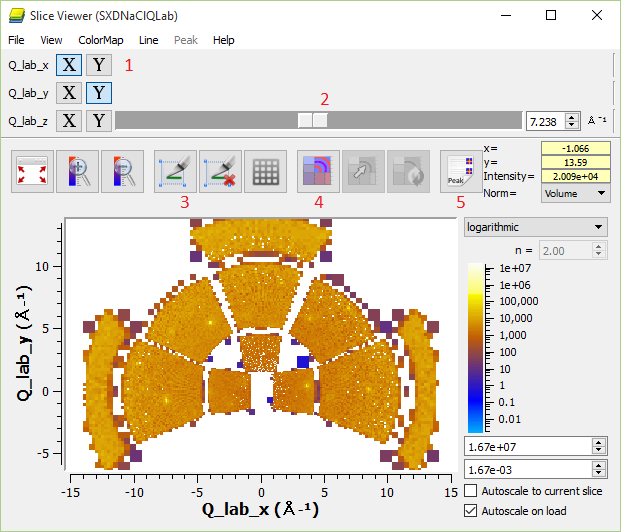 Slice Viewer (SXDNaClQLab)
File View ColorMap Line Peak Help
Q_lab_x X Y 1
Q_lab_y X Y 2
Q_lab_z X Y 7.238 Å⁻¹
x= -1.066
y= 13.59
Intensity= 2.009e+04
Norm= Volume
Peak
3 4 5
logarithmic
n = 2.00
1e+07
1e+06
100,000
10,000
1,000
100
10
1
0.1
0.01
1.67e+07
1.67e-03
Autoscale to current slice
Autoscale on load
Q_lab_y (Å⁻¹)
10
5
0
-5
-15 -10 -5 0 5 10 15
Q_lab_x (Å⁻¹)